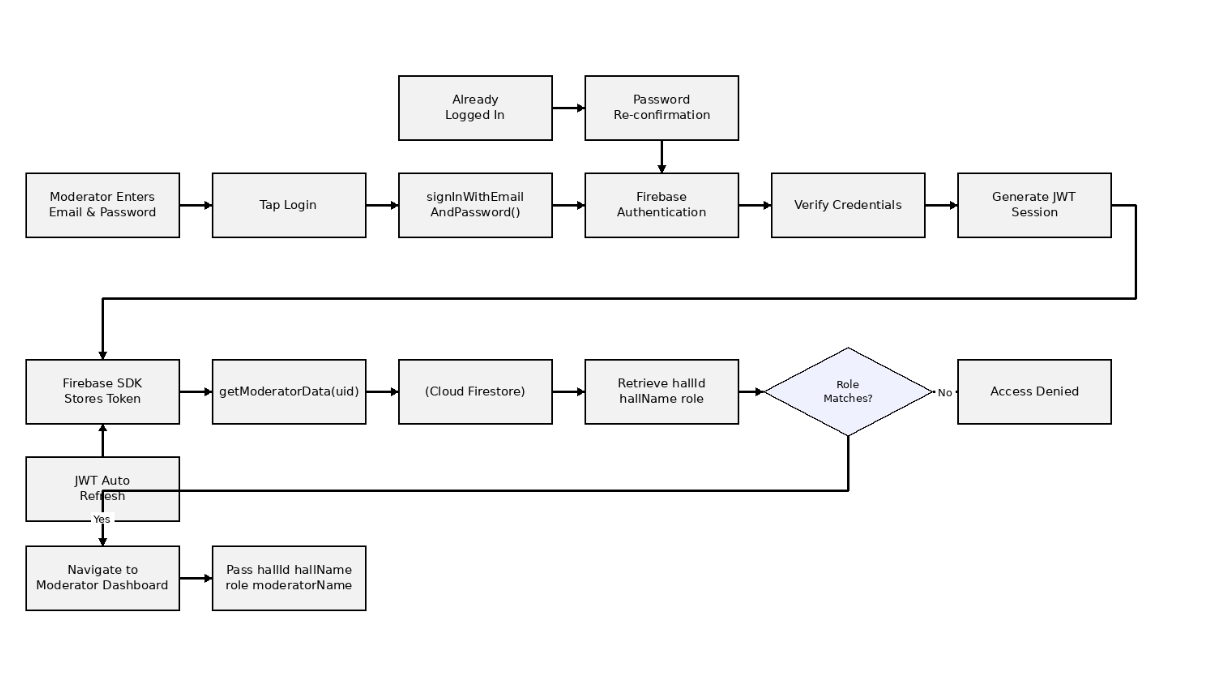 Already
Logged In
Password
Re-confirmation
Moderator Enters
Email & Password
Tap Login
signInWithEmail
AndPassword()
Firebase
Authentication
Verify Credentials
Generate JWT
Session
Firebase SDK
Stores Token
getModeratorData(uid)
(Cloud Firestore)
Retrieve hallId
hallName role
Role
Matches?
No
Access Denied
JWT Auto
Refresh
Yes
Navigate to
Moderator Dashboard
Pass hallId hallName
role moderatorName